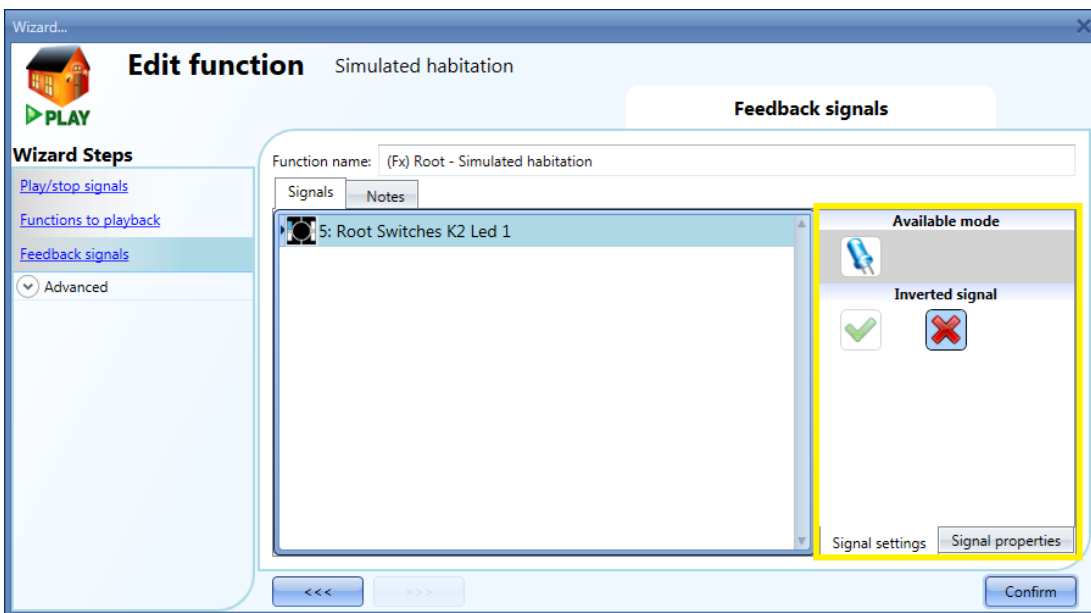 Wizard...
Edit function Simulated habitation
PLAY
Feedback signals
Wizard Steps
Play/stop signals
Functions to playback
Feedback signals
Advanced
Function name: (Fx) Root - Simulated habitation
Signals Notes
5: Root Switches K2 Led 1
Available mode
Inverted signal
Signal settings Signal properties
<<< >>> Confirm